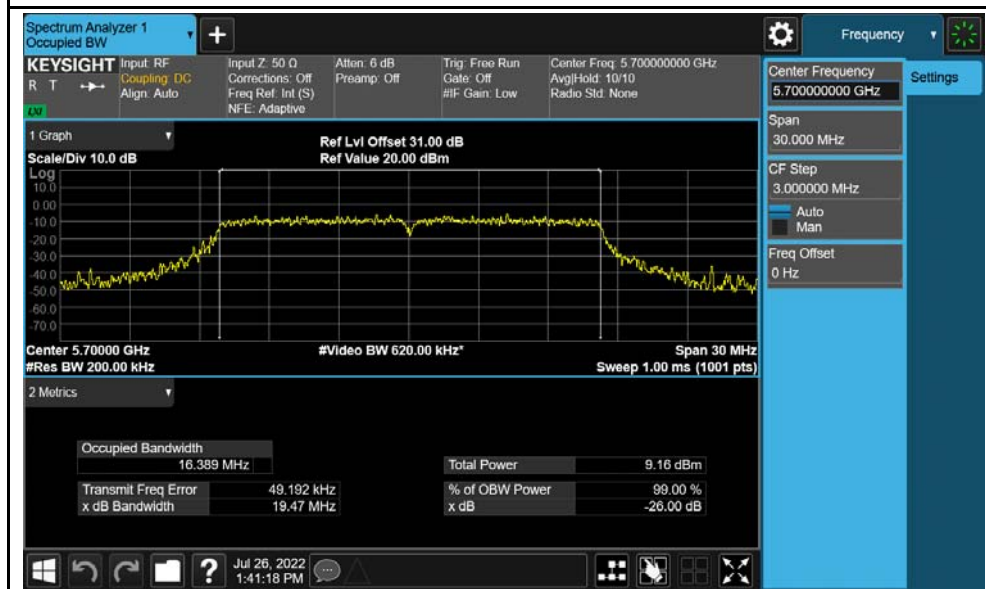 Spectrum Analyzer 1
Occupied BW
+
Frequency
KEYSIGHT Input: RF Input Z: 50 Ω Atten: 6 dB Trig: Free Run Center Freq: 5.700000000 GHz
R T Coupling: DC Corrections: Off Preamp: Off Gate: Off Avg|Hold: 10/10
Align: Auto Freq Ref: Int (S) #IF Gain: Low Radio Std: None
LXI NFE: Adaptive
Center Frequency
5.700000000 GHz
Settings
Span
30.000 MHz
CF Step
3.000000 MHz
Auto
Man
Freq Offset
0 Hz
1 Graph
Ref Lvl Offset 31.00 dB
Scale/Div 10.0 dB Ref Value 20.00 dBm
Log
10.0
0.00
-10.0
-20.0
-30.0
-40.0
-50.0
-60.0
-70.0
Center 5.70000 GHz #Video BW 620.00 kHz* Span 30 MHz
#Res BW 200.00 kHz Sweep 1.00 ms (1001 pts)
2 Metrics
Occupied Bandwidth
16.389 MHz Total Power 9.16 dBm
Transmit Freq Error 49.192 kHz % of OBW Power 99.00 %
x dB Bandwidth 19.47 MHz x dB -26.00 dB
? Jul 26, 2022
1:41:18 PM